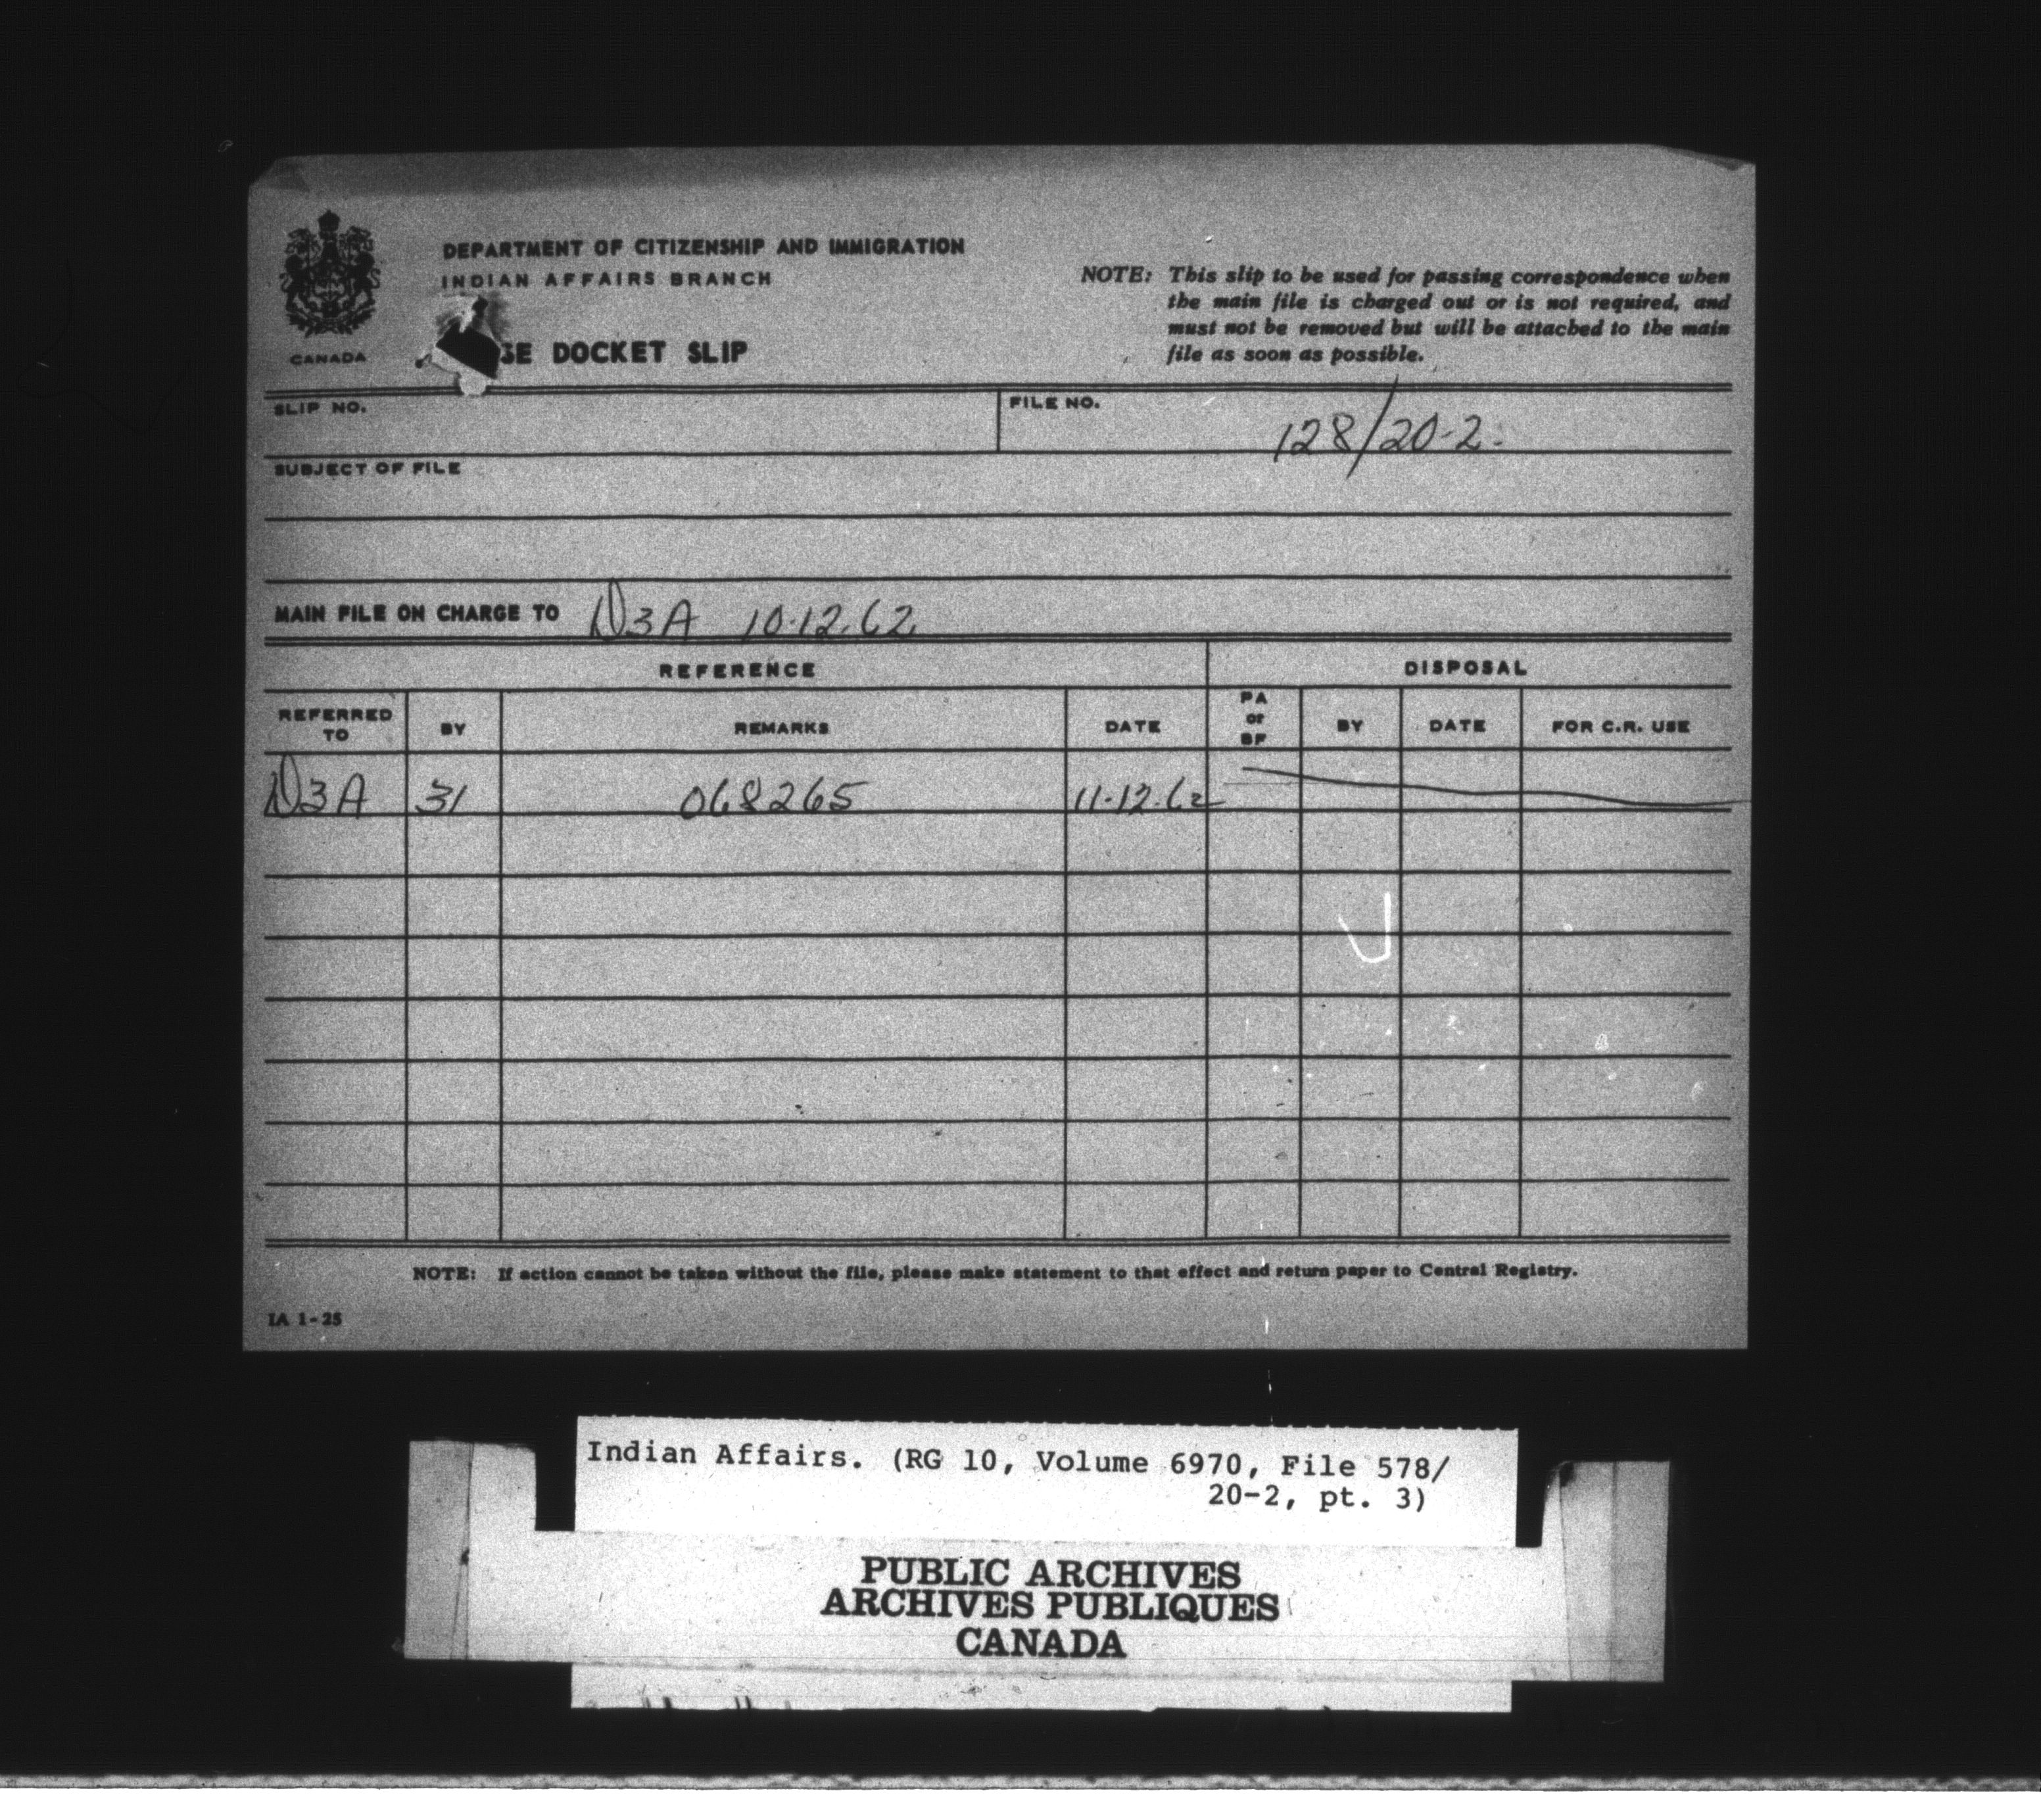 DEPARTMENT OF CITIZENSHIP AND IMMIGRATION
INDIAN AFFAIRS BRANCH
CANADA
GE DOCKET SLIP
NOTE: This slip to be used for passing correspondence when
the main file is charged out or is not required, and
must not be removed but will be attached to the main
file as soon as possible.
SLIP NO.
FILE NO.
128/20-2.
SUBJECT OF FILE
MAIN FILE ON CHARGE TO D3A 10.12.62
REFERENCE
DISPOSAL
REFERRED TO BY REMARKS DATE PA or BF BY DATE FOR C.R. USE
D3A 31 068265 11.12.62
NOTE: If action cannot be taken without the file, please make statement to that effect and return paper to Central Registry.
IA 1-25
Indian Affairs. (RG 10, Volume 6970, File 578/
20-2, pt. 3)
PUBLIC ARCHIVES
ARCHIVES PUBLIQUES
CANADA